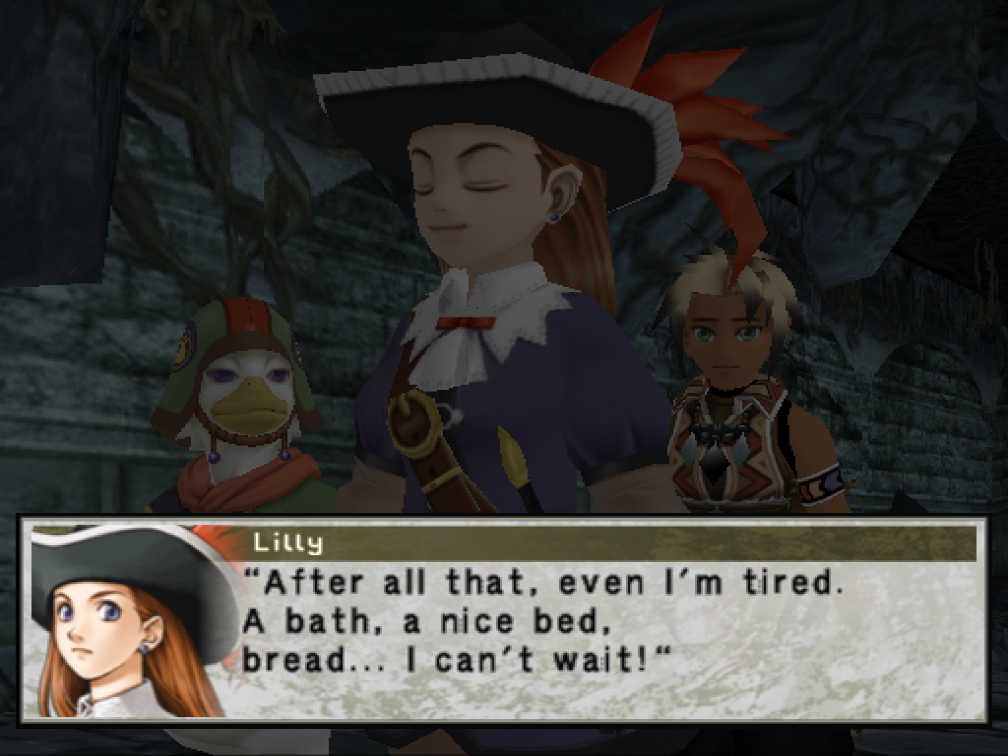 Lilly
“After all that, even I'm tired.
A bath, a nice bed,
bread... I can't wait!“